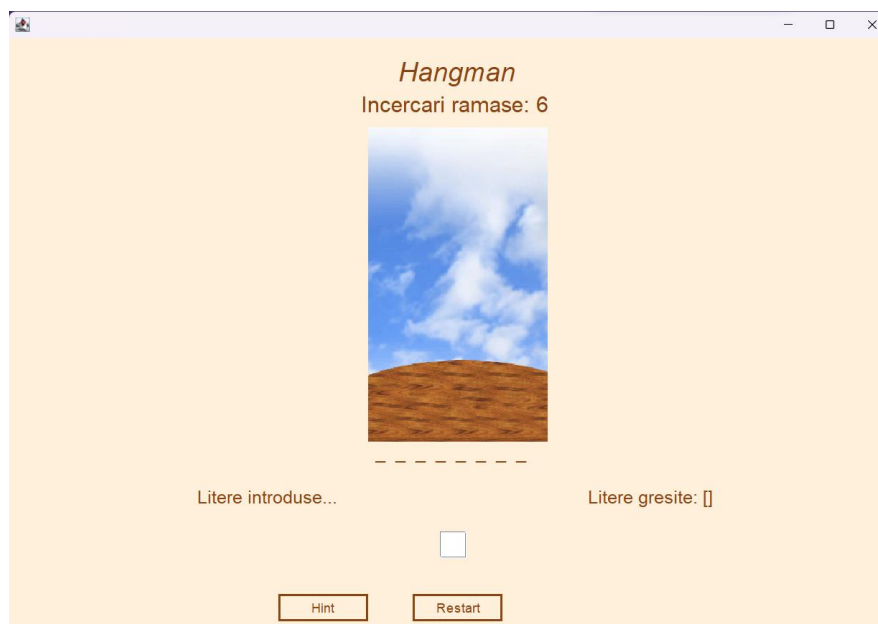 Hangman
Incercari ramase: 6
_ _ _ _ _ _ _ _
Litere introduse...
Litere gresite: []
Hint
Restart